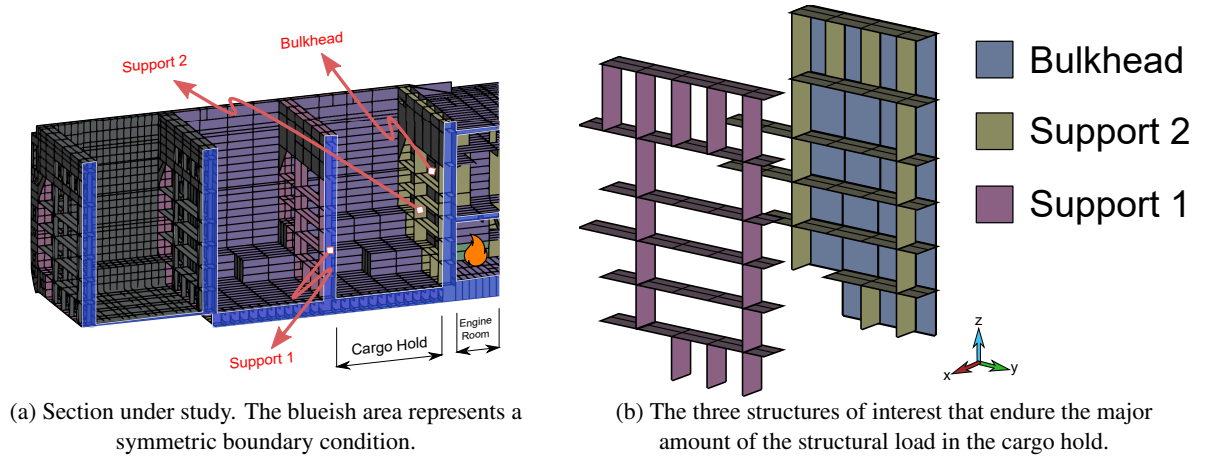 Support 2
Bulkhead
Support 1
Cargo Hold
Engine
Room
Bulkhead
Support 2
Support 1
z
x
y
(a) Section under study. The blueish area represents a
symmetric boundary condition.
(b) The three structures of interest that endure the major
amount of the structural load in the cargo hold.